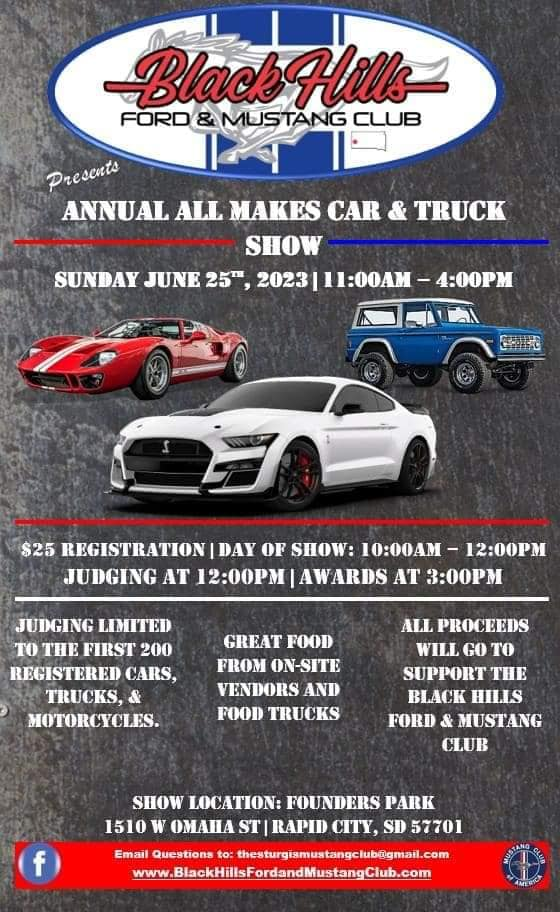 Black Hills
FORD & MUSTANG CLUB
Presents
ANNUAL ALL MAKES CAR & TRUCK
SHOW
SUNDAY JUNE 25TH, 2023 | 11:00AM – 4:00PM
$25 REGISTRATION | DAY OF SHOW: 10:00AM – 12:00PM
JUDGING AT 12:00PM | AWARDS AT 3:00PM
JUDGING LIMITED
TO THE FIRST 200
REGISTERED CARS,
TRUCKS, &
MOTORCYCLES.
GREAT FOOD
FROM ON-SITE
VENDORS AND
FOOD TRUCKS
ALL PROCEEDS
WILL GO TO
SUPPORT THE
BLACK HILLS
FORD & MUSTANG
CLUB
SHOW LOCATION: FOUNDERS PARK
1510 W OMAHA ST | RAPID CITY, SD 57701
f
Email Questions to: thesturgismustangclub@gmail.com
www.BlackHillsFordandMustangClub.com
MUSTANG CLUB
OF AMERICA